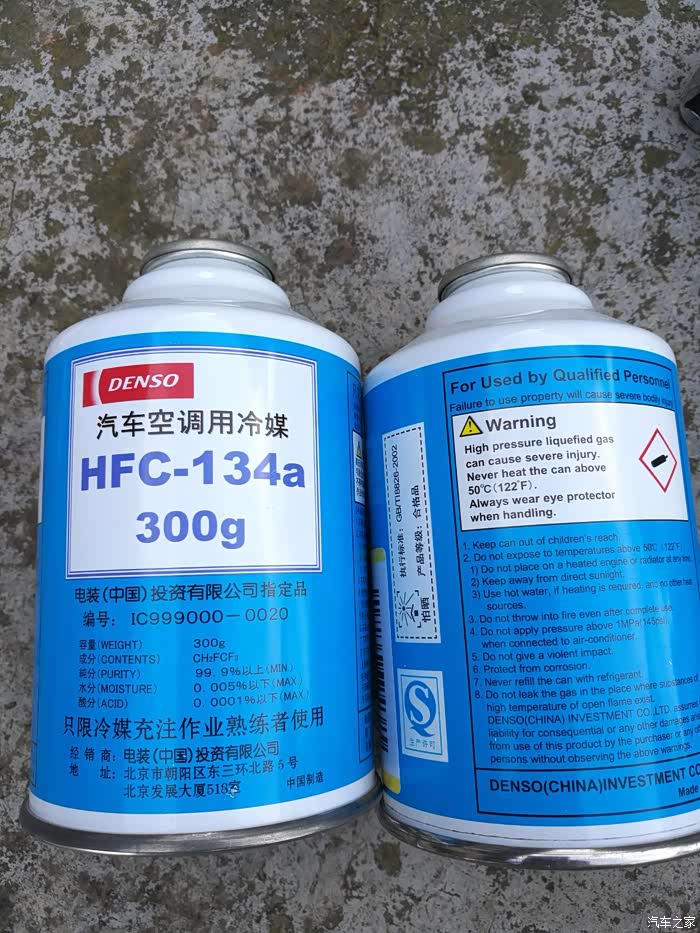 DENSO
汽车空调用冷媒
HFC-134a
300g
电装(中国)投资有限公司指定品
编号: IC999000-0020
容量(WEIGHT) 300g
成分(CONTENTS) CH₂FCF₃
纯分(PURITY) 99.9%以上(MIN.)
水分(MOISTURE) 0.005%以下(MAX.)
酸分(ACID) 0.0001%以下(MAX.)
只限冷媒充注作业熟练者使用
经销商:电装(中国)投资有限公司
地 址:北京市朝阳区东三环北路5号
北京发展大厦518室
中国制造
For Used by Qualified Personnel
Failure to use property will cause severe bodily injury
Warning
High pressure liquefied gas
can cause severe injury.
Never heat the can above
50℃(122℉).
Always wear eye protector
when handling.
执行标准: GB/T18826-2002
产品等级: 合格品
怕晒
生产许可
1. Keep can out of children's reach.
2. Do not expose to temperatures above 50℃ (122℉)
1) Do not place on a heated engine or radiator at any time.
2) Keep away from direct sunlight.
3) Use hot water, if heating is required, and no other heat
sources.
3. Do not throw into fire even after complete use.
4. Do not apply pressure above 1MPa(145psi),
when connected to air-conditioner.
5. Do not give a violent impact.
6. Protect from corrosion.
7. Never refill the can with refrigerant.
8. Do not leak the gas in the place where substances of
high temperature of open flame exist.
DENSO(CHINA) INVESTMENT CO.LTD assumes
liability for consequential or any other damages
from use of this product by the purchaser or any
persons without observing the above warnings.
DENSO(CHINA)INVESTMENT CO
Made
汽车之家